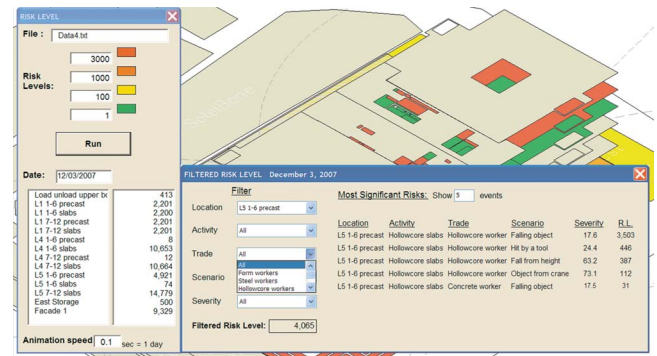 RISK LEVEL
File : Data4.txt
3000
Risk Levels:
1000
100
1
Run
Date: 12/03/2007
Load unload upper bc 413
L1 1-6 precast 2,201
L1 1-6 slabs 2,200
L1 7-12 precast 2,201
L1 7-12 slabs 2,201
L4 1-6 precast 8
L4 1-6 slabs 10,653
L4 7-12 precast 12
L4 7-12 slabs 10,664
L5 1-6 precast 4,921
L5 1-6 slabs 74
L5 7-12 slabs 14,779
East Storage 500
Facade 1 9,329
Animation speed 0.1 sec = 1 day
FILTERED RISK LEVEL December 3, 2007
Filter
Location L5 1-6 precast
Activity All
Trade All
All
Form workers
Steel workers
Hollowcore workers
Scenario
Severity All
Filtered Risk Level: 4,065
Most Significant Risks: Show 5 events
Location Activity Trade Scenario Severity R.L.
L5 1-6 precast Hollowcore slabs Hollowcore worker Falling object 17.6 3,503
L5 1-6 precast Hollowcore slabs Hollowcore worker Hit by a tool 24.4 446
L5 1-6 precast Hollowcore slabs Hollowcore worker Fall from height 63.2 387
L5 1-6 precast Hollowcore slabs Hollowcore worker Object from crane 73.1 112
L5 1-6 precast Hollowcore slabs Concrete worker Falling object 17.5 31